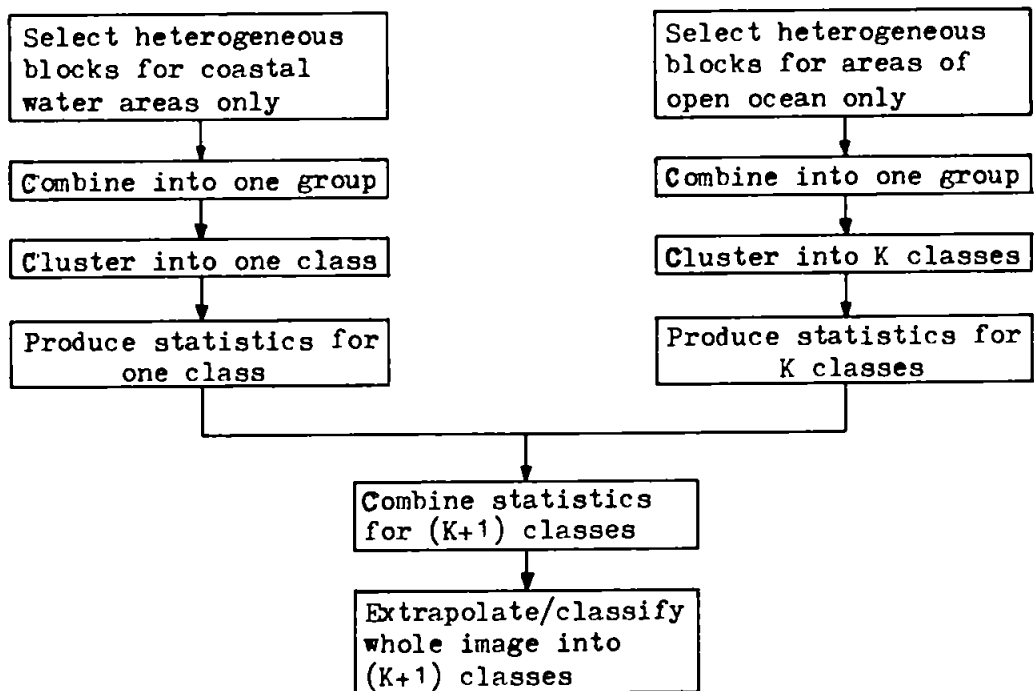 Select heterogeneous
blocks for coastal
water areas only
Combine into one group
Cluster into one class
Produce statistics for
one class
Select heterogeneous
blocks for areas of
open ocean only
Combine into one group
Cluster into K classes
Produce statistics for
K classes
Combine statistics
for (K+1) classes
Extrapolate/classify
whole image into
(K+1) classes